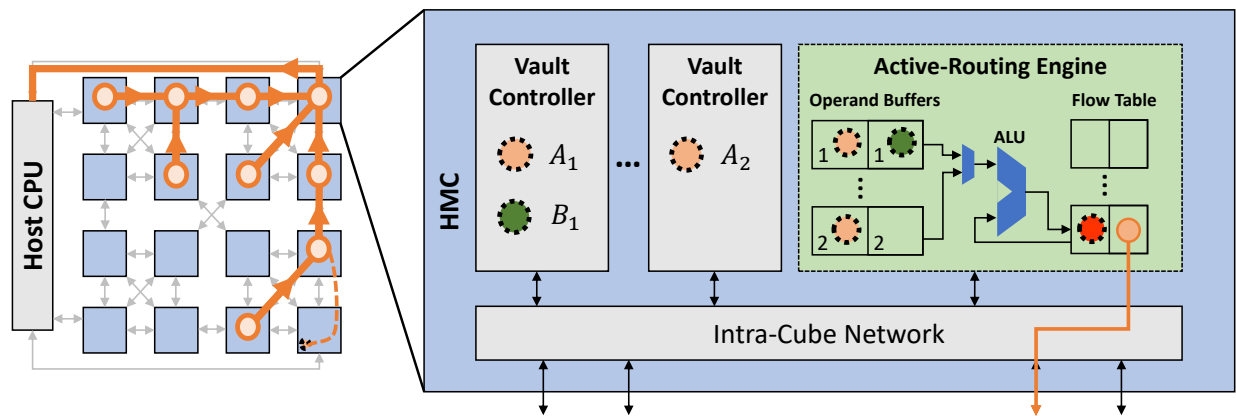 Host CPU
HMC
Vault
Controller
A₁
B₁
...
Vault
Controller
A₂
Active-Routing Engine
Operand Buffers
Flow Table
ALU
1 1
2 2
Intra-Cube Network